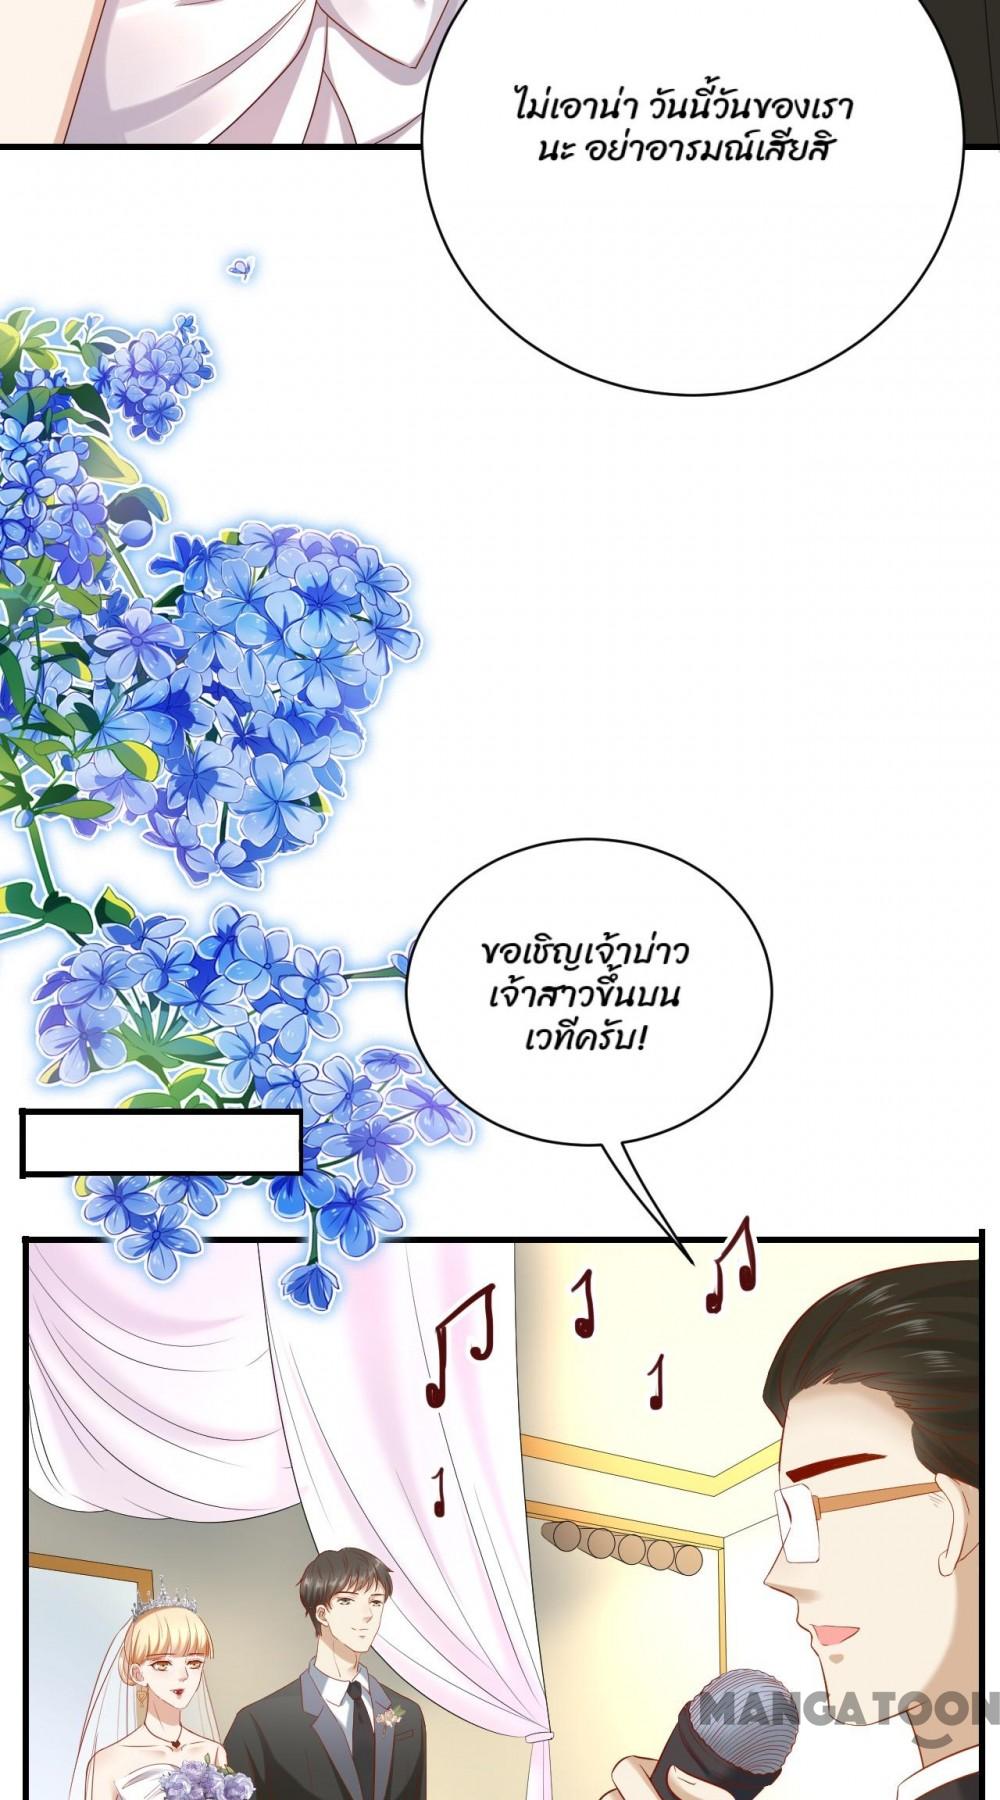 ไม่เอาน่า วันนี้วันของเรา
นะ อย่าอารมณ์เสียสิ
ขอเชิญเจ้าบ่าว
เจ้าสาวขึ้นบน
เวทีครับ!
MANGATOON